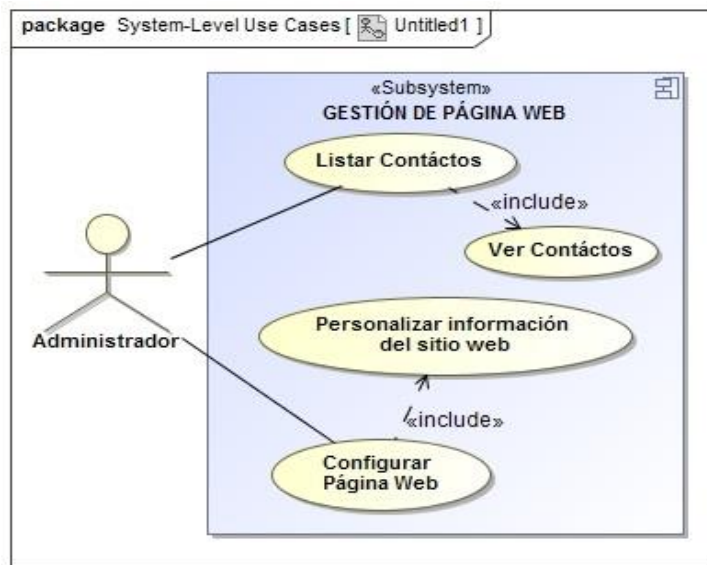 package System-Level Use Cases [ Untitled1 ]
«Subsystem»
GESTIÓN DE PÁGINA WEB
Listar Contáctos
«include»
Ver Contáctos
Administrador
Personalizar información
del sitio web
«include»
Configurar
Página Web